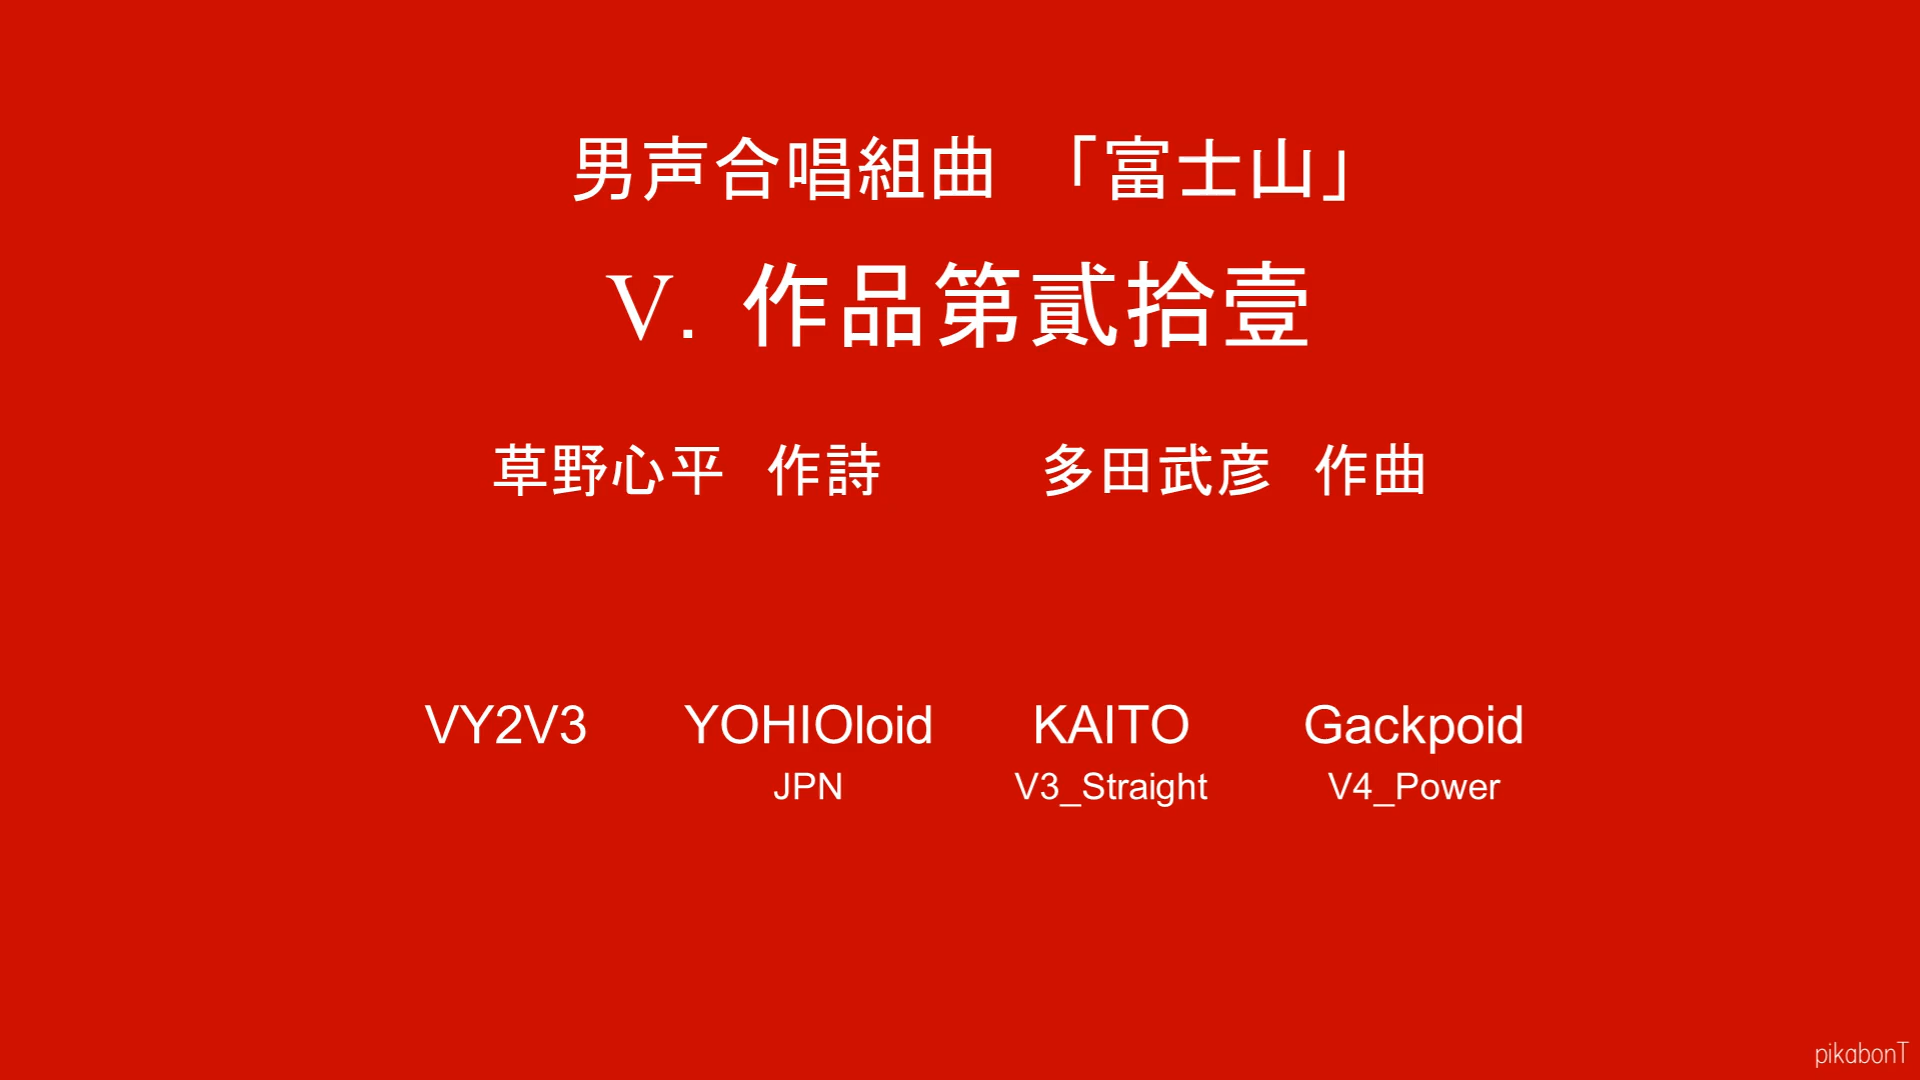 男声合唱組曲 「富士山」
V. 作品第貳拾壹
草野心平 作詩 多田武彦 作曲
VY2V3 YOHIOloid KAITO Gackpoid
JPN V3_Straight V4_Power
pikabonT